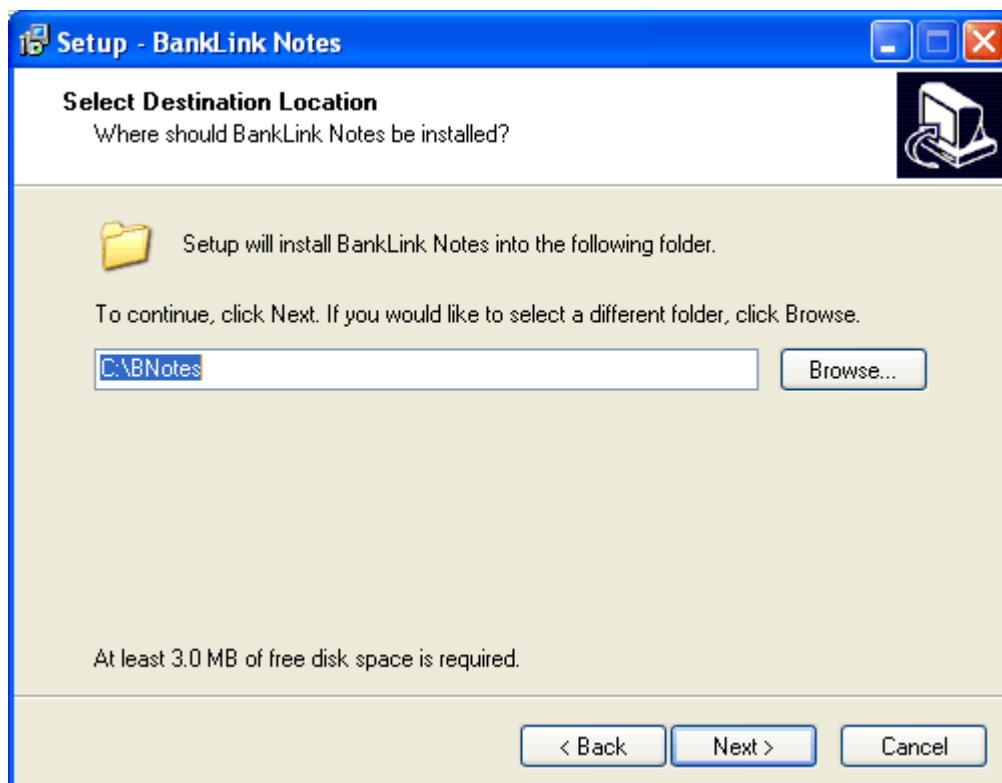 Setup - BankLink Notes
Select Destination Location
Where should BankLink Notes be installed?
Setup will install BankLink Notes into the following folder.
To continue, click Next. If you would like to select a different folder, click Browse.
C:\BNotes
Browse...
At least 3.0 MB of free disk space is required.
< Back
Next >
Cancel